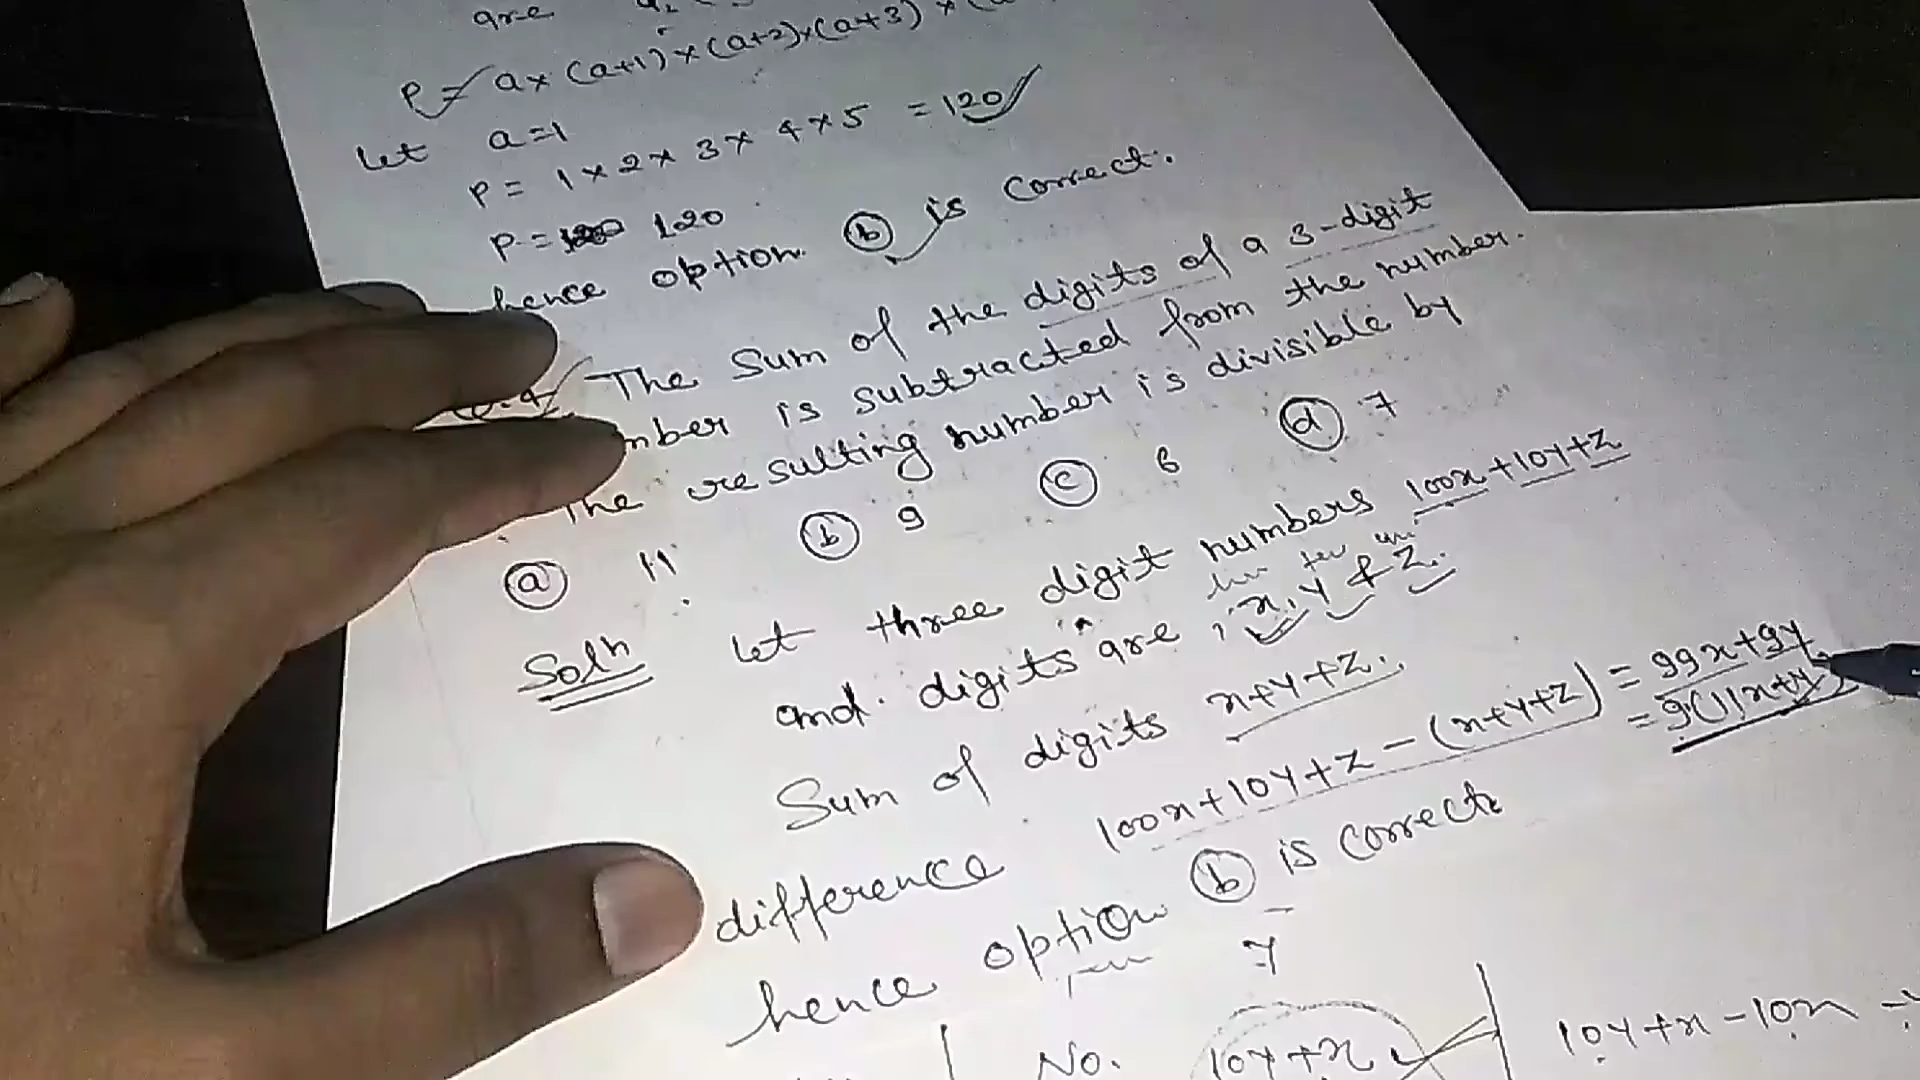 are
P = a× (a+1) × (a+2)×(a+3) ×
Let a=1
P = 1 × 2 × 3 × 4 × 5 = 120
P = 120
hence option (b) is correct.
The Sum of the digits of a 3-digit
mber is subtracted from the number.
The resulting number is divisible by
(a) 11 (b) 9 (c) 6 (d) 7
Soln Let three digit numbers 100x+10y+z
and digits are x, y & z.
Sum of digits x+y+z.
difference 100x+10y+z-(x+y+z) = 99x+9y
= 9(11x+y)
hence option (b) is correct
No. 10y+x 10y+x-10x-